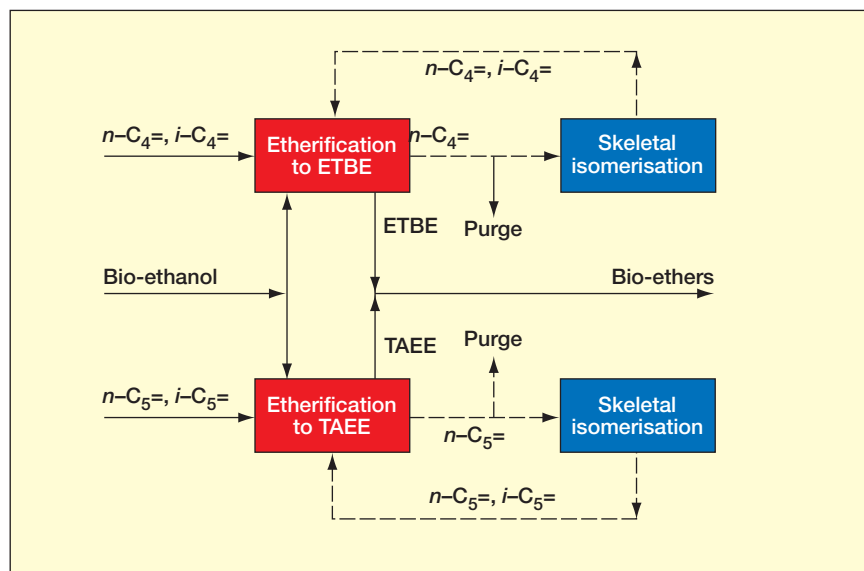 n–C₄=, i–C₄=
n–C₄=, i–C₄=
Etherification
to ETBE
n–C₄=
Skeletal
isomerisation
ETBE
Purge
Bio-ethanol
Bio-ethers
TAEE
Purge
n–C₅=, i–C₅=
Etherification
to TAEE
n–C₅=
Skeletal
isomerisation
n–C₅=, i–C₅=